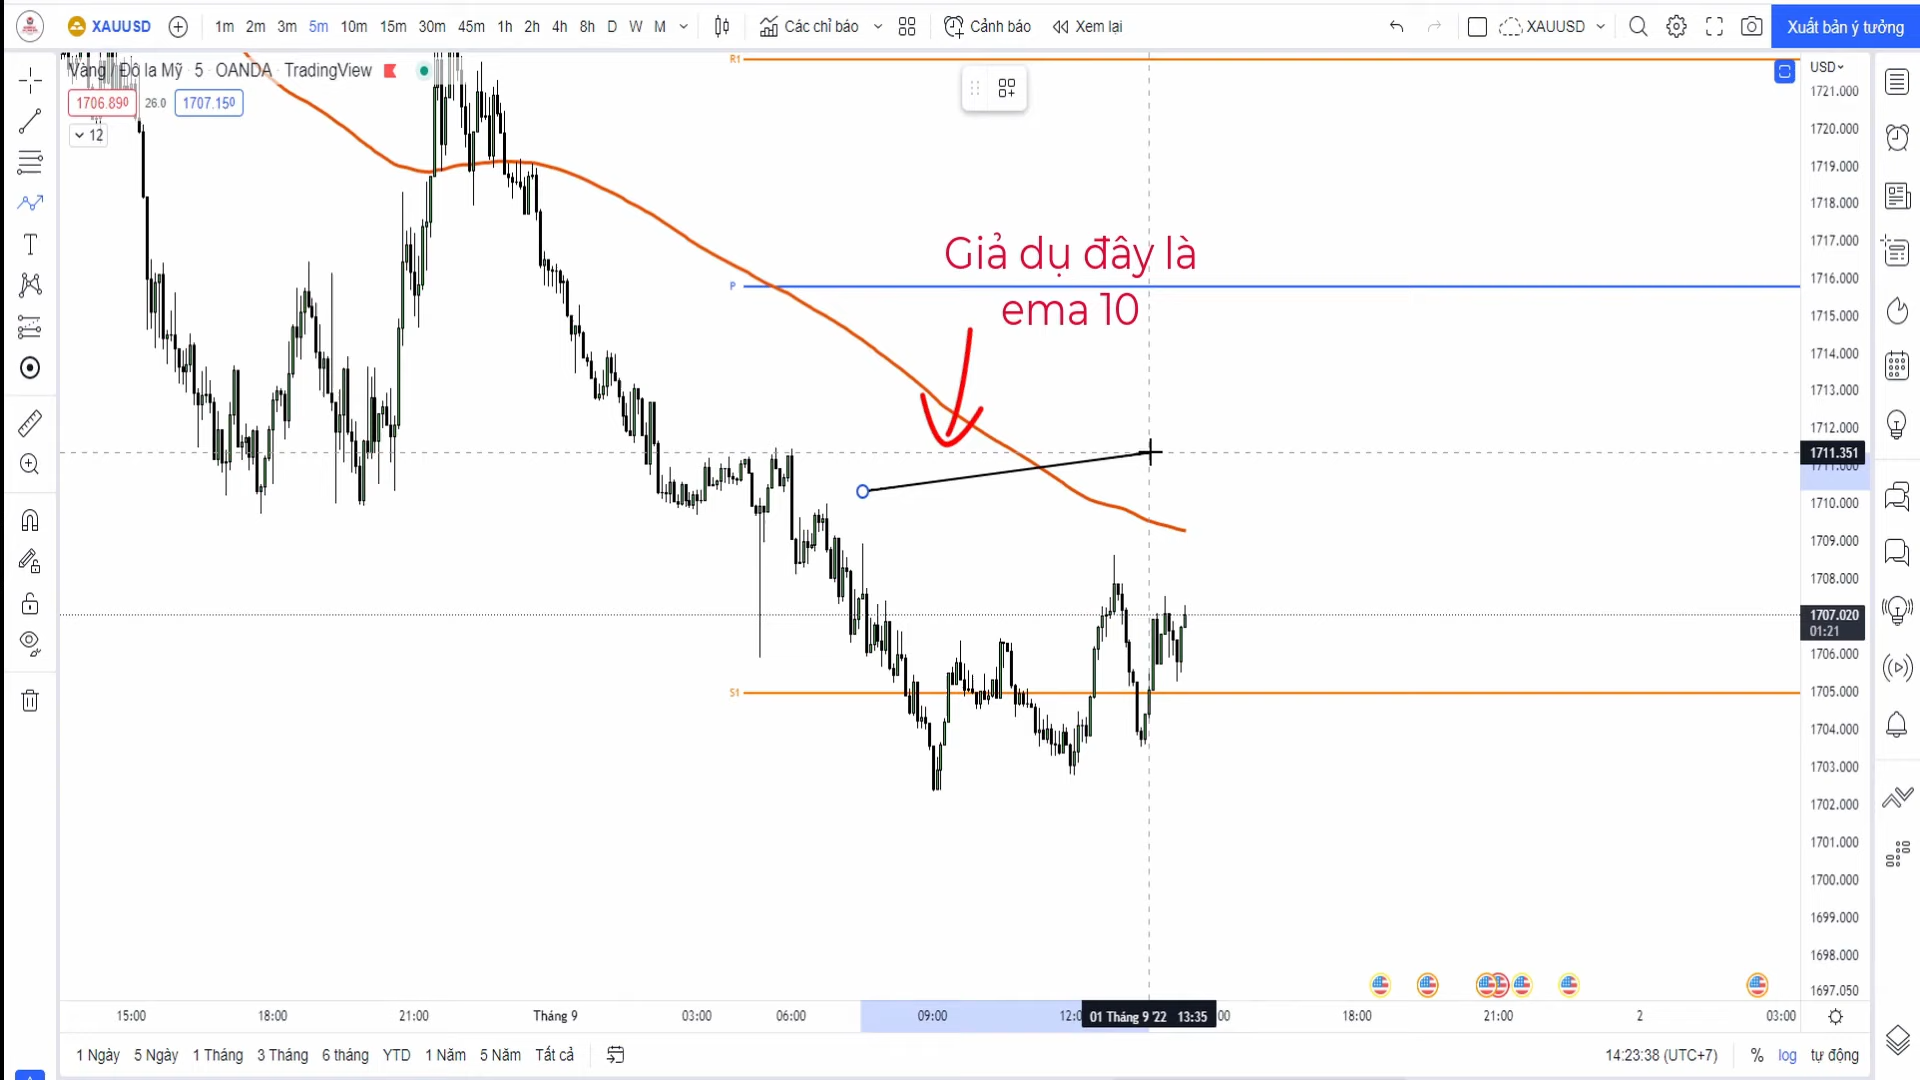 XAUUSD
1m 2m 3m 5m 10m 15m 30m 45m 1h 2h 4h 8h D W M
Các chỉ báo
Cảnh báo
Xem lại
XAUUSD
Xuất bản ý tưởng
Vàng / Đô la Mỹ · 5 · OANDA · TradingView
R1
USD
1706.890 26.0 1707.150
12
1721.000
1720.000
1719.000
1718.000
1717.000
Giả dụ đây là
ema 10
1716.000
P
1715.000
1714.000
1713.000
1712.000
1711.351
1711.000
1710.000
1709.000
1708.000
1707.020
01:21
1706.000
S1
1705.000
1704.000
1703.000
1702.000
1701.000
1700.000
1699.000
1698.000
1697.050
15:00 18:00 21:00 Tháng 9 03:00 06:00 09:00 12:0 01 Tháng 9 '22 13:35 :00 18:00 21:00 2 03:00
1 Ngày 5 Ngày 1 Tháng 3 Tháng 6 tháng YTD 1 Năm 5 Năm Tất cả
14:23:38 (UTC+7) % log tự động